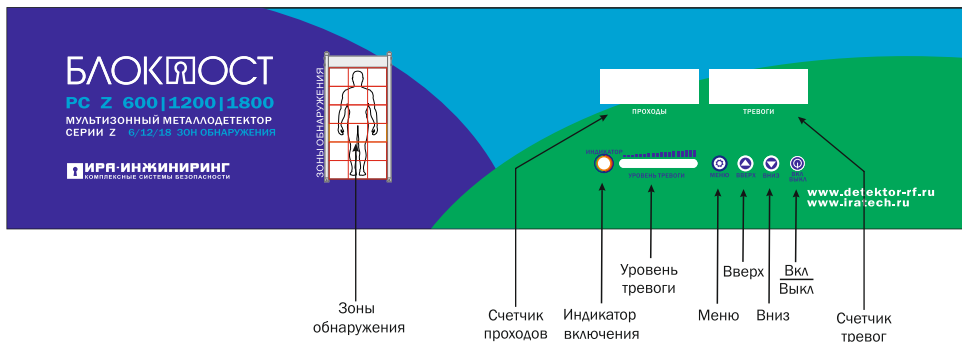 БЛОКПОСТ
PC Z 600|1200|1800
МУЛЬТИЗОННЫЙ МЕТАЛЛОДЕТЕКТОР
СЕРИИ Z 6/12/18 ЗОН ОБНАРУЖЕНИЯ
ИРА-ИНЖИНИРИНГ
КОМПЛЕКСНЫЕ СИСТЕМЫ БЕЗОПАСНОСТИ
ЗОНЫ ОБНАРУЖЕНИЯ
ПРОХОДЫ
ТРЕВОГИ
ИНДИКАТОР
УРОВЕНЬ ТРЕВОГИ
МЕНЮ
ВВЕРХ
ВНИЗ
ВКЛ
ВЫКЛ
www.detektor-rf.ru
www.iratech.ru
Зоны
обнаружения
Счетчик
проходов
Индикатор
включения
Уровень
тревоги
Меню
Вверх
Вниз
Вкл
Выкл
Счетчик
тревог